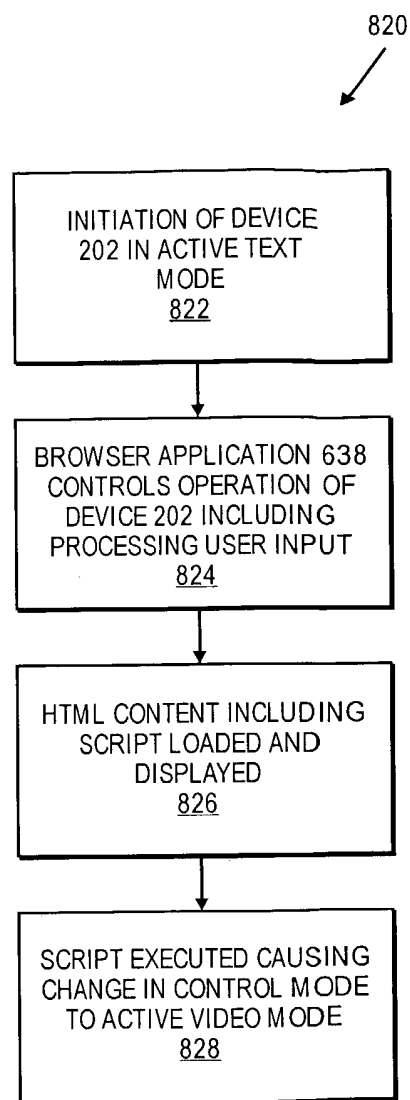 820
INITIATION OF DEVICE
202 IN ACTIVE TEXT
MODE
822
BROWSER APPLICATION 638
CONTROLS OPERATION OF
DEVICE 202 INCLUDING
PROCESSING USER INPUT
824
HTML CONTENT INCLUDING
SCRIPT LOADED AND
DISPLAYED
826
SCRIPT EXECUTED CAUSING
CHANGE IN CONTROL MODE
TO ACTIVE VIDEO MODE
828